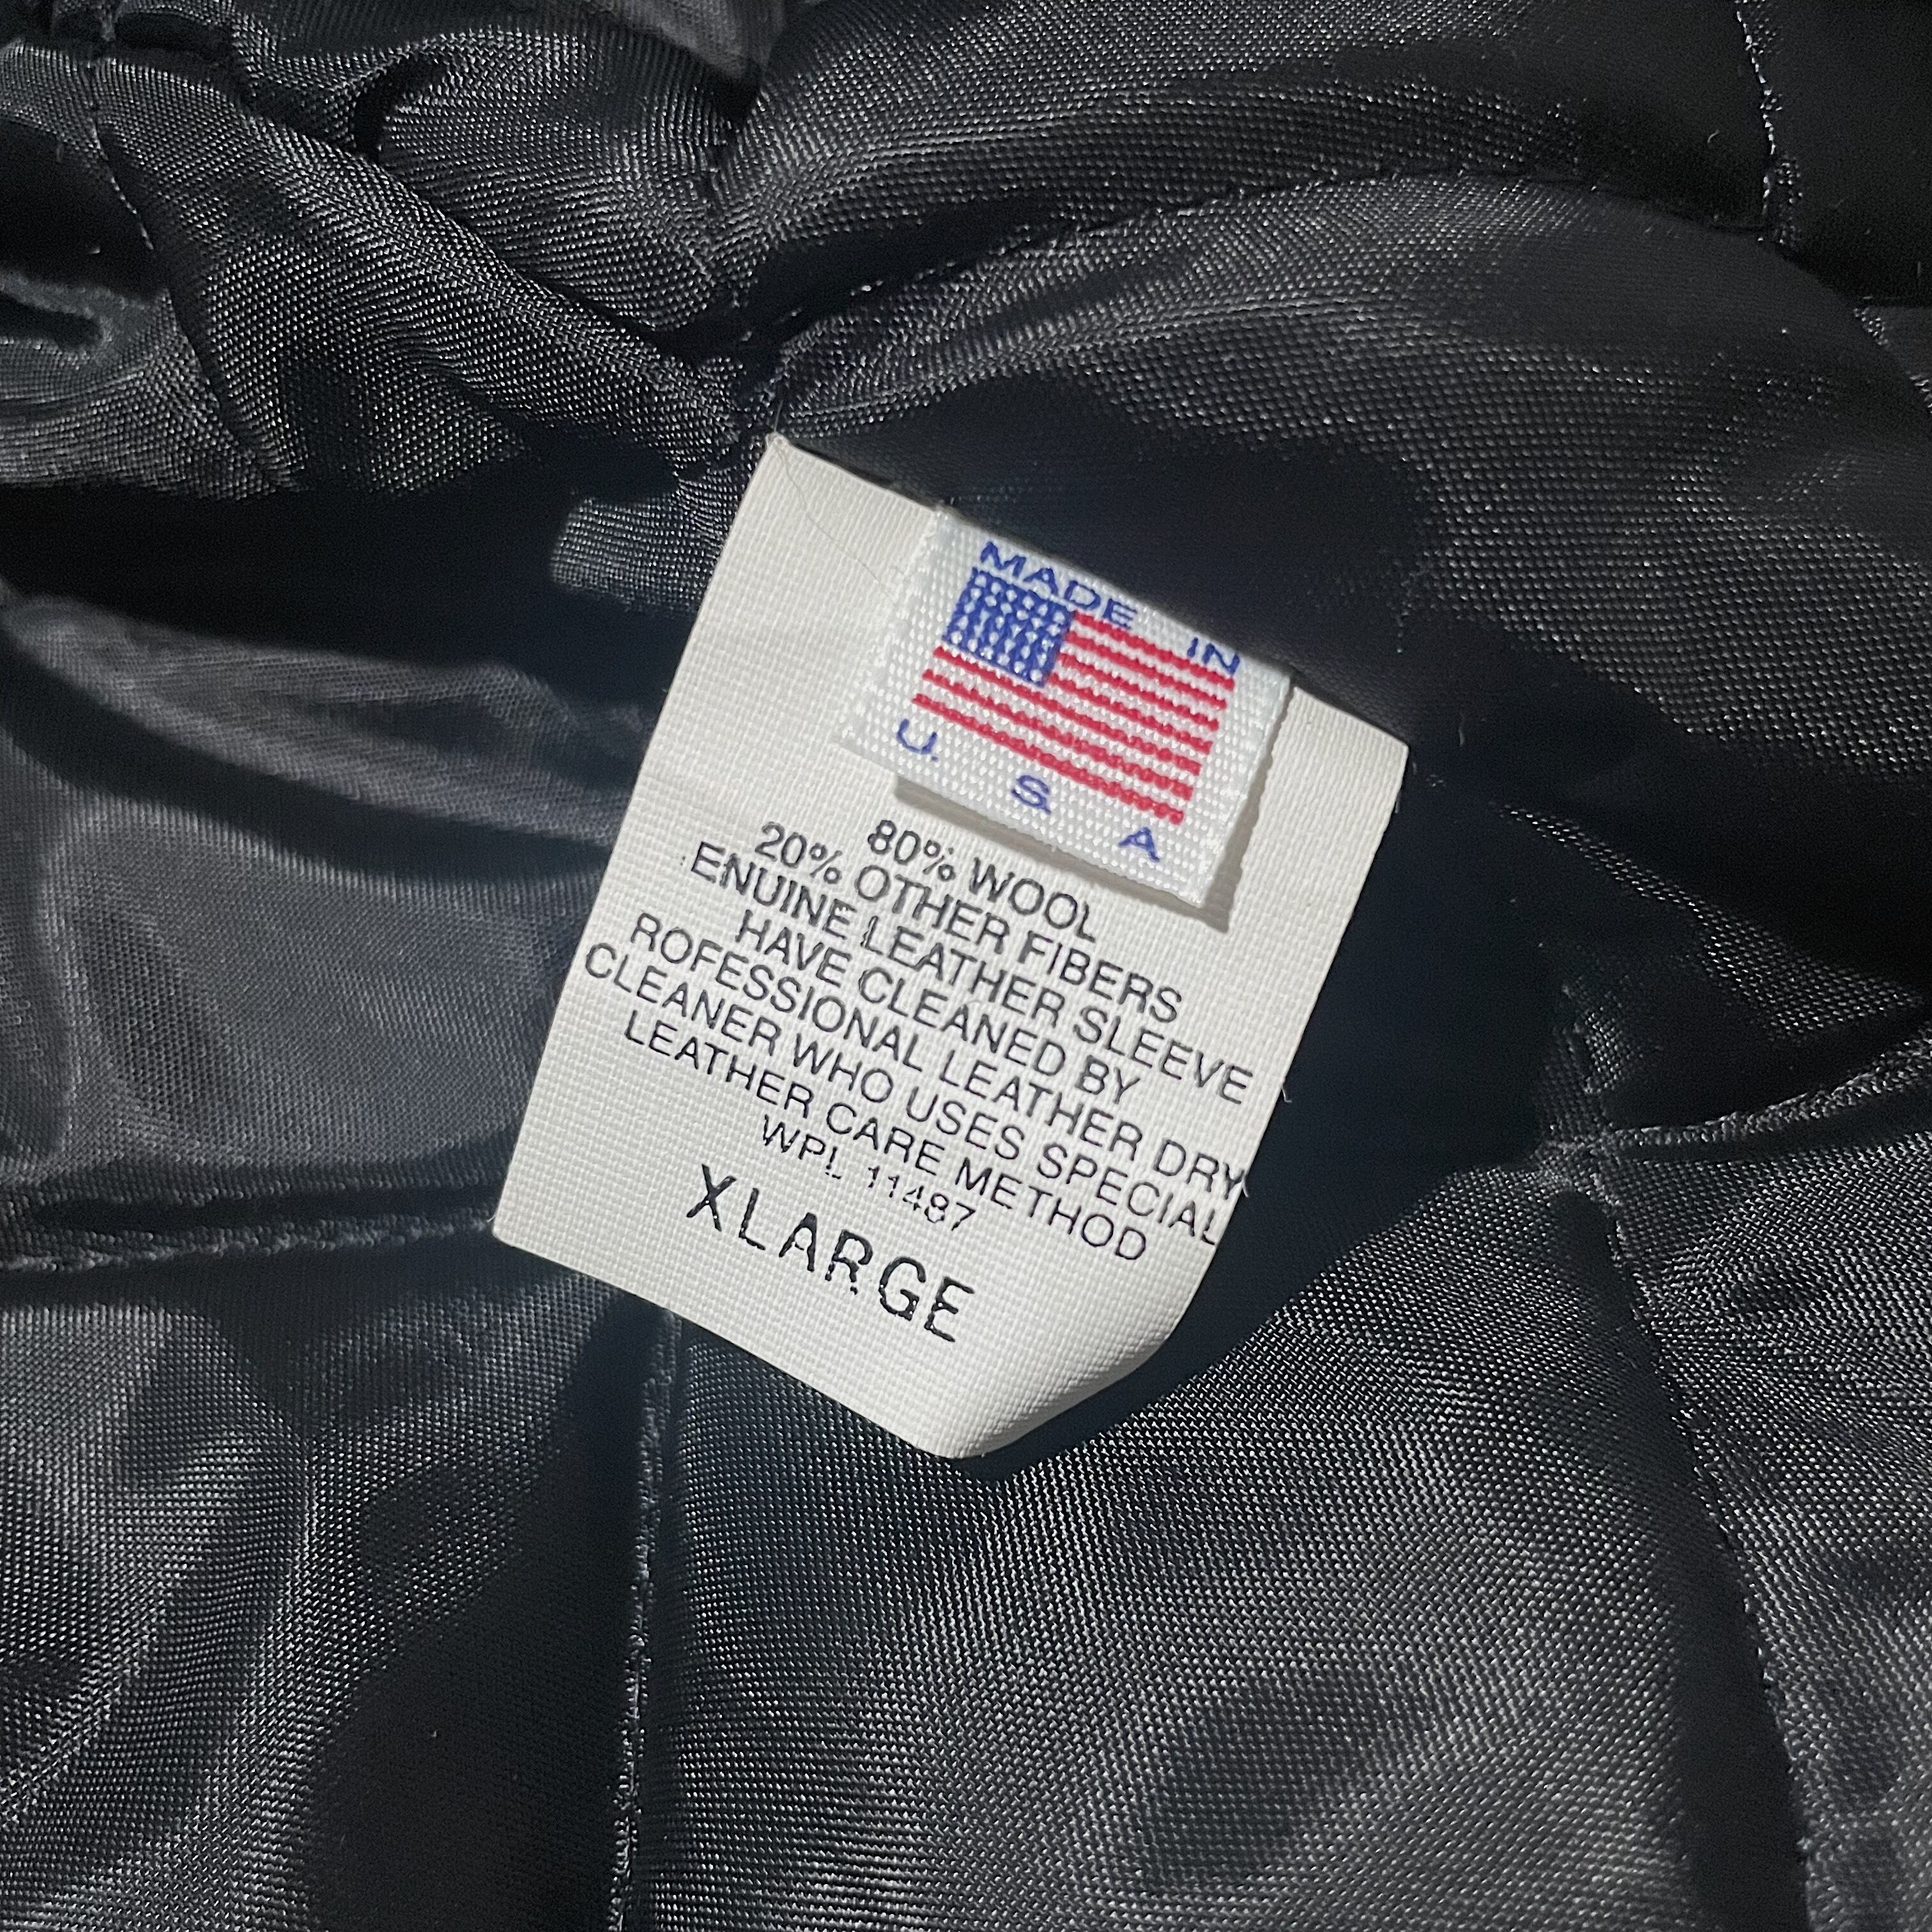 MADE IN
U. S. A
80% WOOL
20% OTHER FIBERS
ENUINE LEATHER SLEEVE
HAVE CLEANED BY
ROFESSIONAL LEATHER DRY
CLEANER WHO USES SPECIAL
LEATHER CARE METHOD
WPL 11487
XLARGE